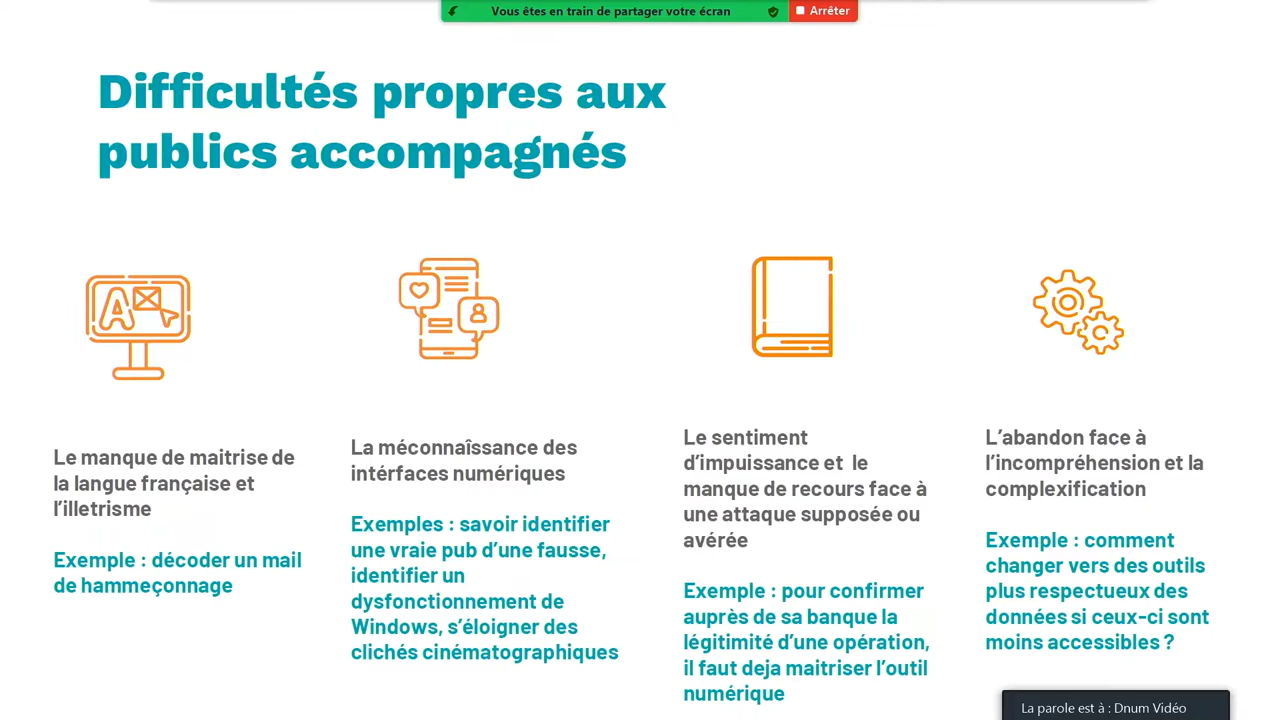 Vous êtes en train de partager votre écran
Arrêter
Difficultés propres aux
publics accompagnés
A
Le manque de maitrise de
la langue française et
l’illetrisme
Exemple : décoder un mail
de hammeçonnage
La méconnaîssance des
intérfaces numériques
Exemples : savoir identifier
une vraie pub d’une fausse,
identifier un
dysfonctionnement de
Windows, s’éloigner des
clichés cinématographiques
Le sentiment
d’impuissance et le
manque de recours face à
une attaque supposée ou
avérée
Exemple : pour confirmer
auprès de sa banque la
légitimité d’une opération,
il faut deja maitriser l’outil
numérique
L’abandon face à
l’incompréhension et la
complexification
Exemple : comment
changer vers des outils
plus respectueux des
données si ceux-ci sont
moins accessibles ?
La parole est à : Dnum Vidéo